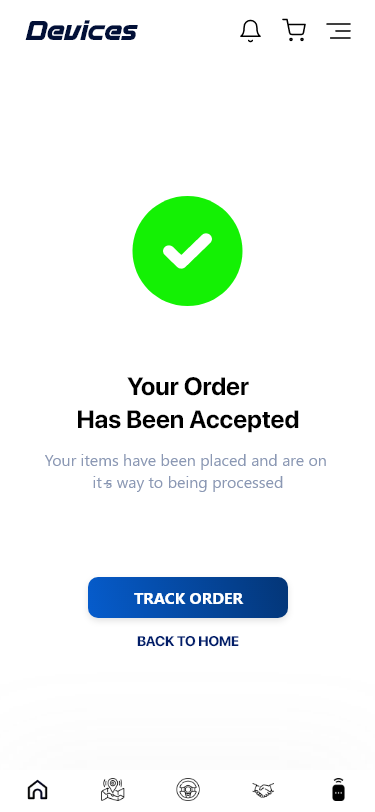 Devices
Your Order
Has Been Accepted
Your items have been placed and are on
it's way to being processed
TRACK ORDER
BACK TO HOME